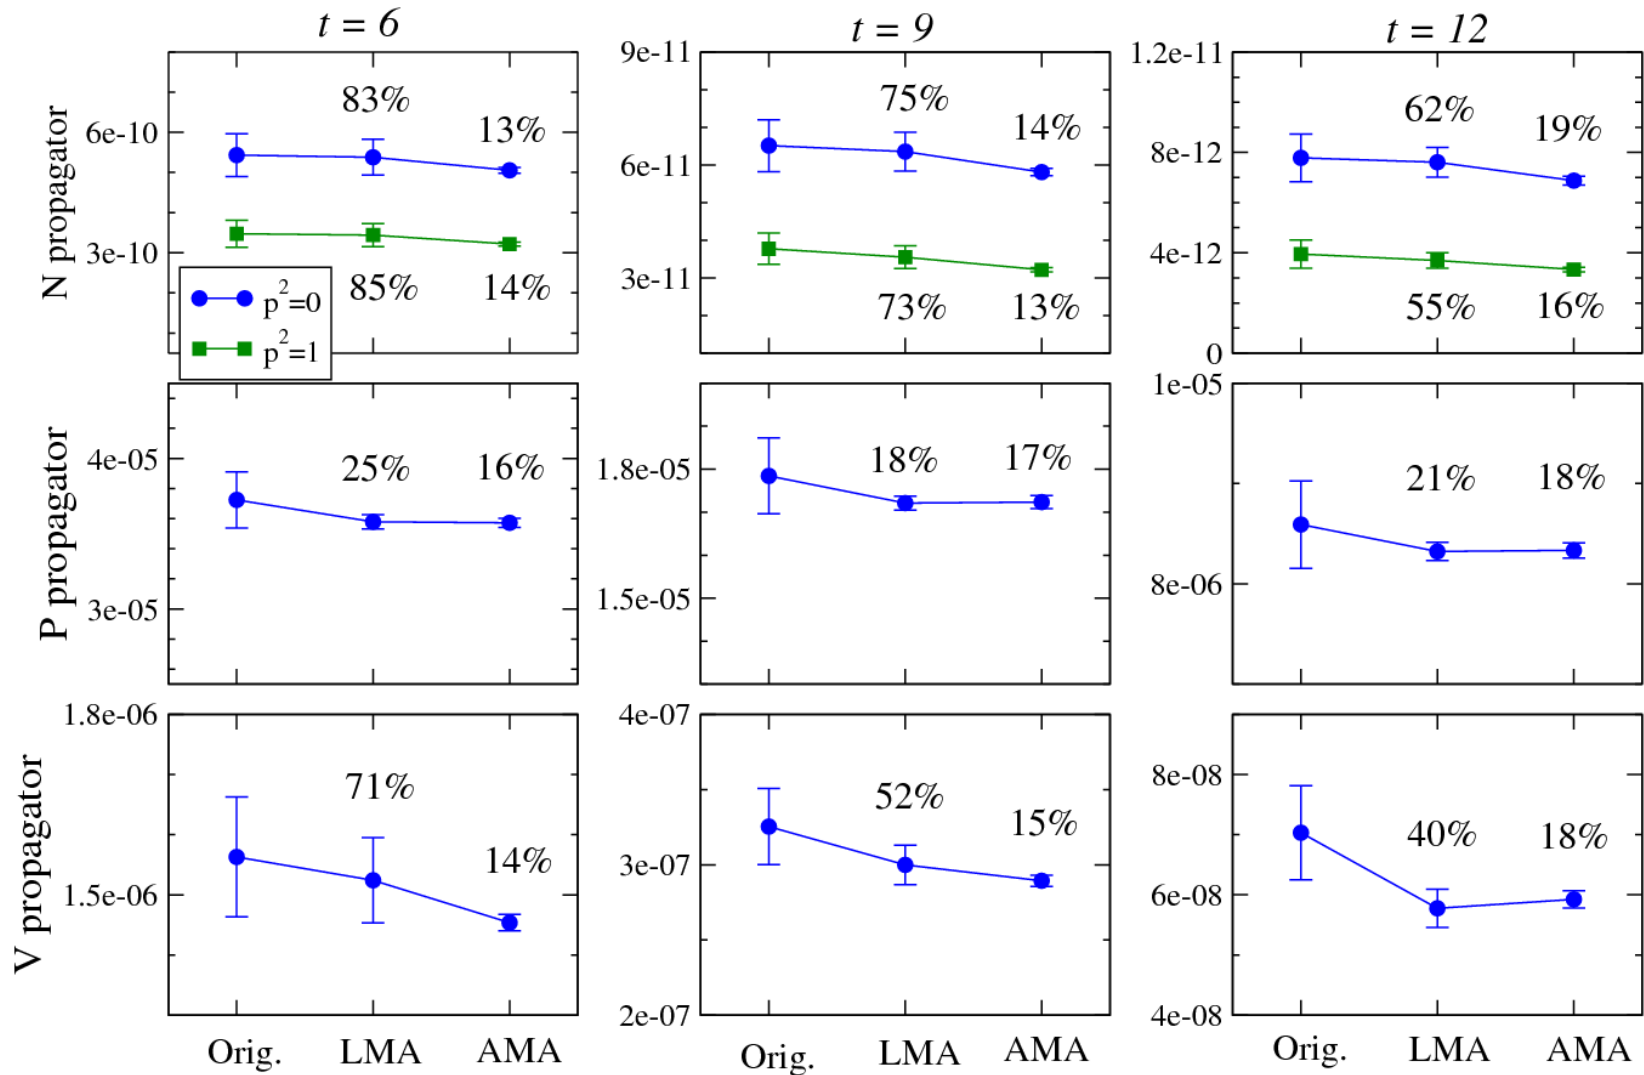 t = 6
t = 9
t = 12
N propagator
6e-10
3e-10
83%
13%
85%
14%
p²=0
p²=1
9e-11
6e-11
3e-11
75%
14%
73%
13%
1.2e-11
8e-12
4e-12
0
62%
19%
55%
16%
P propagator
4e-05
3e-05
25%
16%
1.8e-05
1.5e-05
18%
17%
1e-05
8e-06
21%
18%
V propagator
1.8e-06
1.5e-06
71%
14%
4e-07
3e-07
2e-07
52%
15%
8e-08
6e-08
4e-08
40%
18%
Orig. LMA AMA
Orig. LMA AMA
Orig. LMA AMA